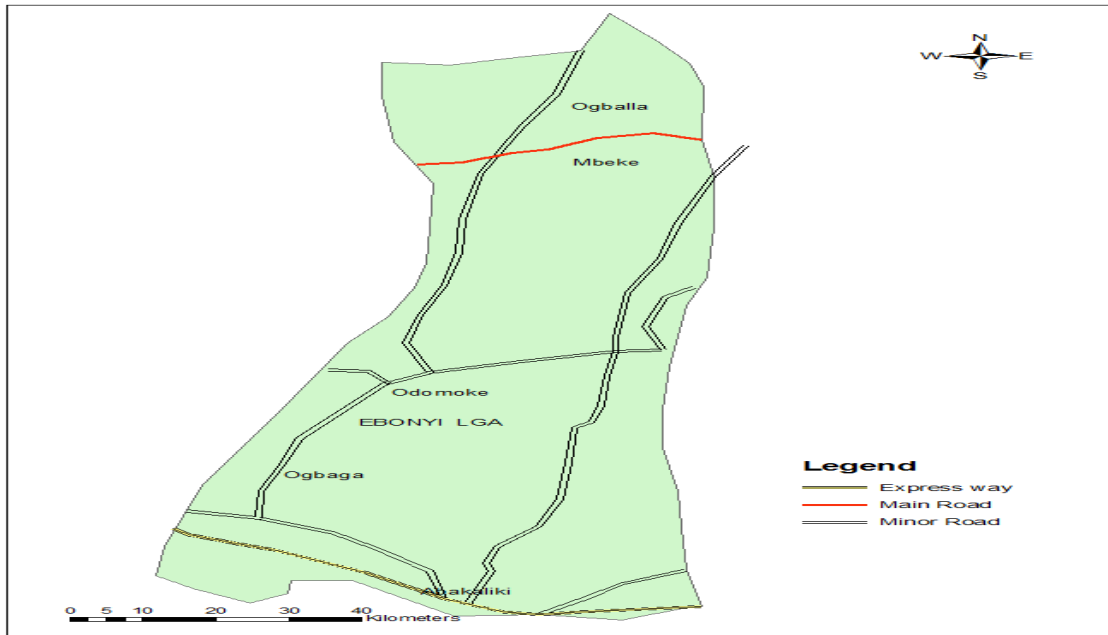 N
W E
S
Ogballa
Mbeke
Odomoke
EBONYI LGA
Ogbaga
Legend
Express way
Main Road
Minor Road
Abakaliki
0 5 10 20 30 40
Kilometers